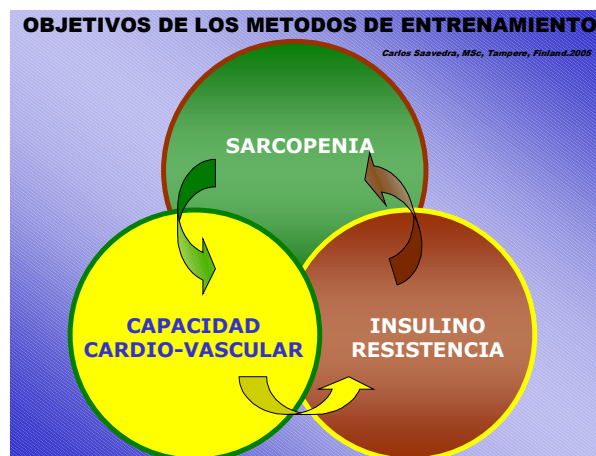 OBJETIVOS DE LOS METODOS DE ENTRENAMIENTO
Carlos Saavedra, MSc, Tampere, Finland.2005
SARCOPENIA
CAPACIDAD
CARDIO-VASCULAR
INSULINO
RESISTENCIA